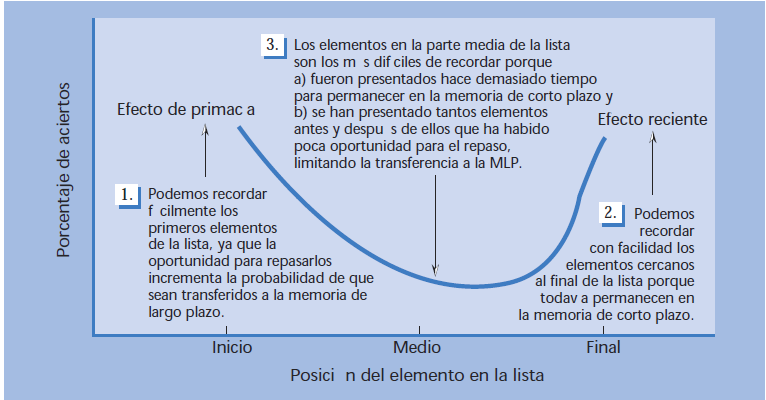 3. Los elementos en la parte media de la lista
son los m s dif ciles de recordar porque
a) fueron presentados hace demasiado tiempo
para permanecer en la memoria de corto plazo y
b) se han presentado tantos elementos
antes y despu s de ellos que ha habido
poca oportunidad para el repaso,
limitando la transferencia a la MLP.
Efecto de primac a
Efecto reciente
1. Podemos recordar
f cilmente los
primeros elementos
de la lista, ya que la
oportunidad para repasarlos
incrementa la probabilidad de que
sean transferidos a la memoria de
largo plazo.
2. Podemos
recordar
con facilidad los
elementos cercanos
al final de la lista porque
todav a permanecen en
la memoria de corto plazo.
Porcentaje de aciertos
Inicio
Medio
Final
Posici n del elemento en la lista